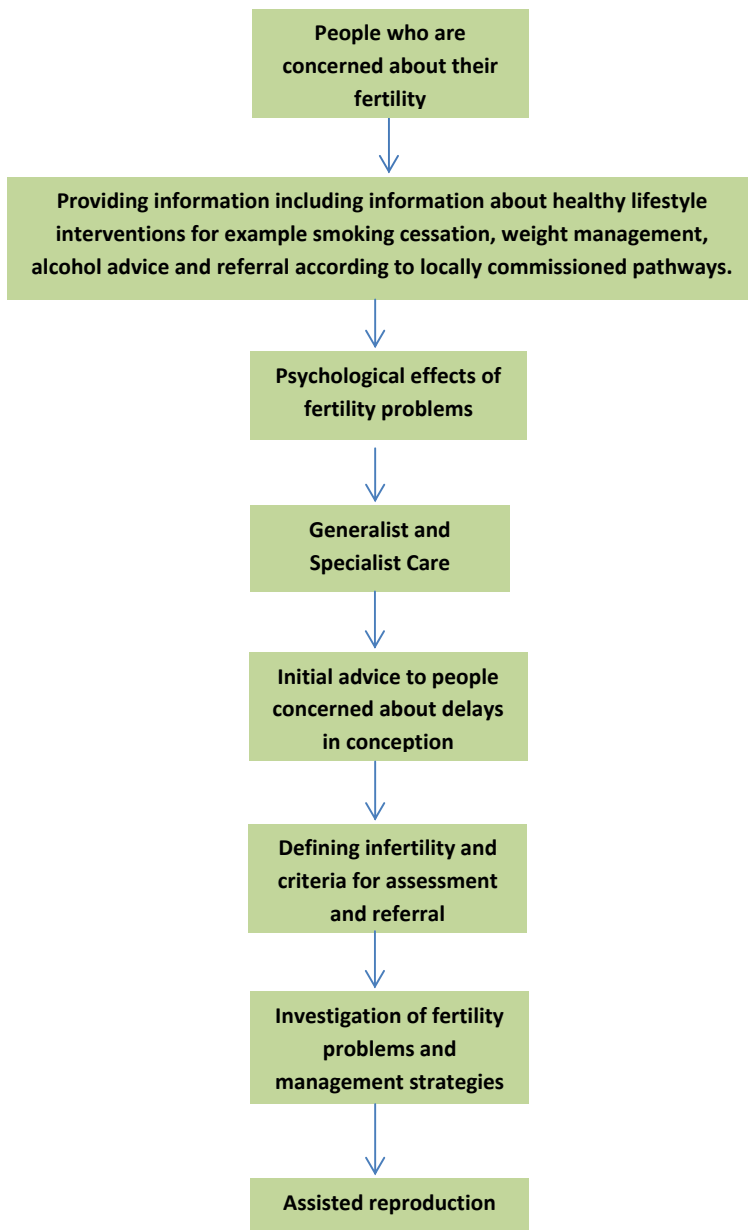 People who are
concerned about their
fertility
Providing information including information about healthy lifestyle
interventions for example smoking cessation, weight management,
alcohol advice and referral according to locally commissioned pathways.
Psychological effects of
fertility problems
Generalist and
Specialist Care
Initial advice to people
concerned about delays
in conception
Defining infertility and
criteria for assessment
and referral
Investigation of fertility
problems and
management strategies
Assisted reproduction